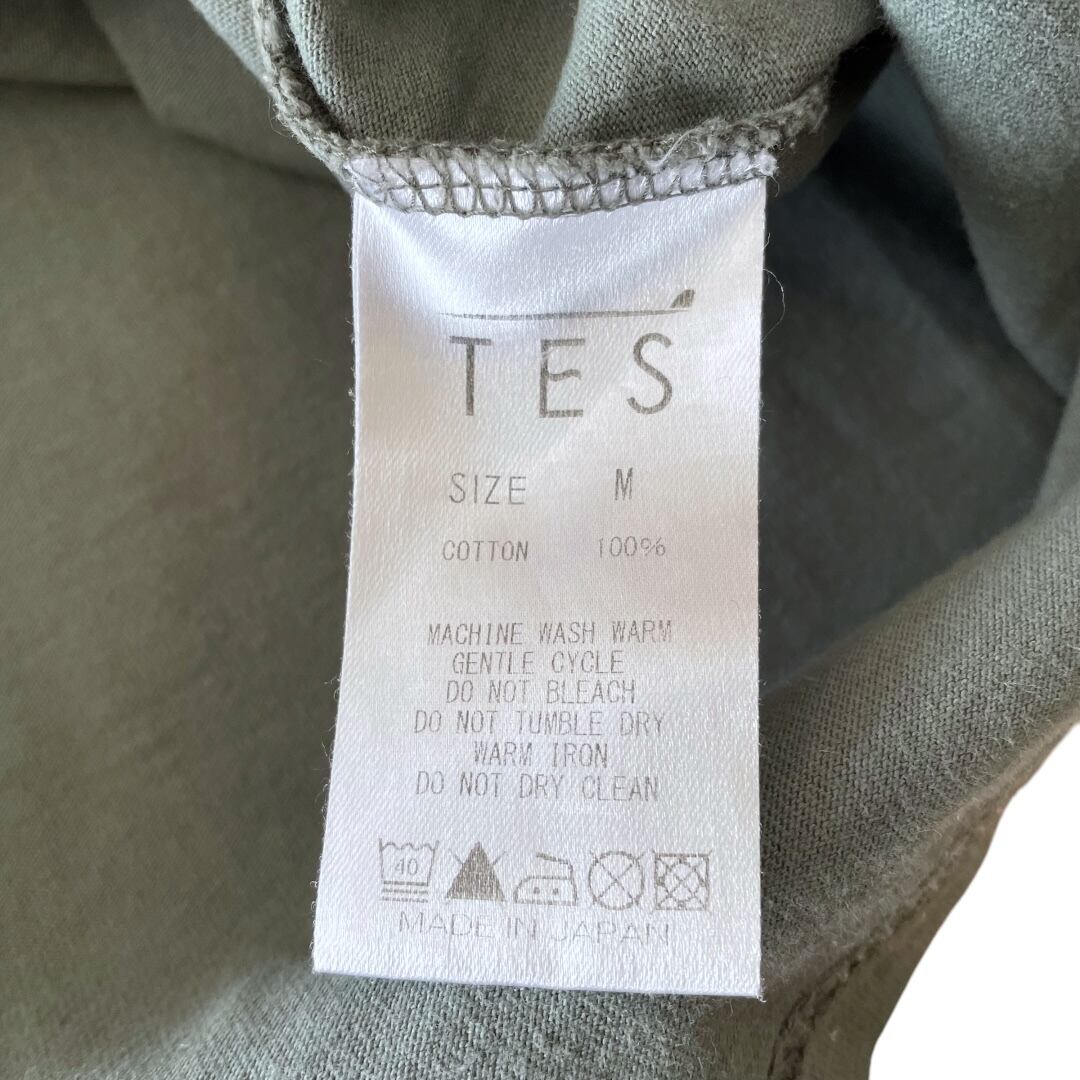 TES
SIZE M
COTTON 100%
MACHINE WASH WARM
GENTLE CYCLE
DO NOT BLEACH
DO NOT TUMBLE DRY
WARM IRON
DO NOT DRY CLEAN
40
MADE IN JAPAN